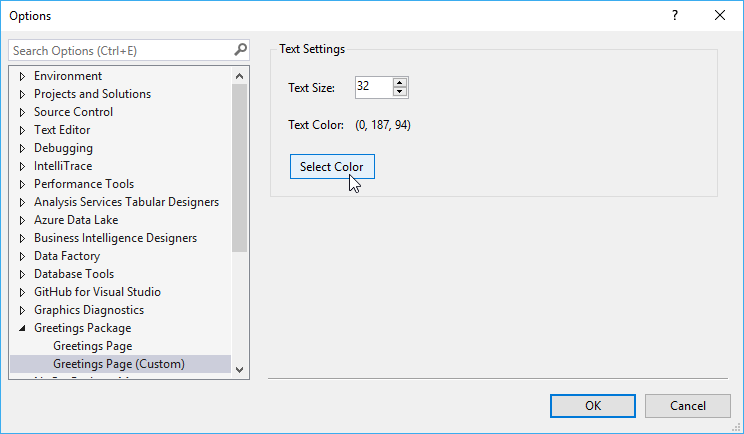 Options
?
Search Options (Ctrl+E)
Environment
Projects and Solutions
Source Control
Text Editor
Debugging
IntelliTrace
Performance Tools
Analysis Services Tabular Designers
Azure Data Lake
Business Intelligence Designers
Data Factory
Database Tools
GitHub for Visual Studio
Graphics Diagnostics
Greetings Package
Greetings Page
Greetings Page (Custom)
Text Settings
Text Size: 32
Text Color: (0, 187, 94)
Select Color
OK Cancel